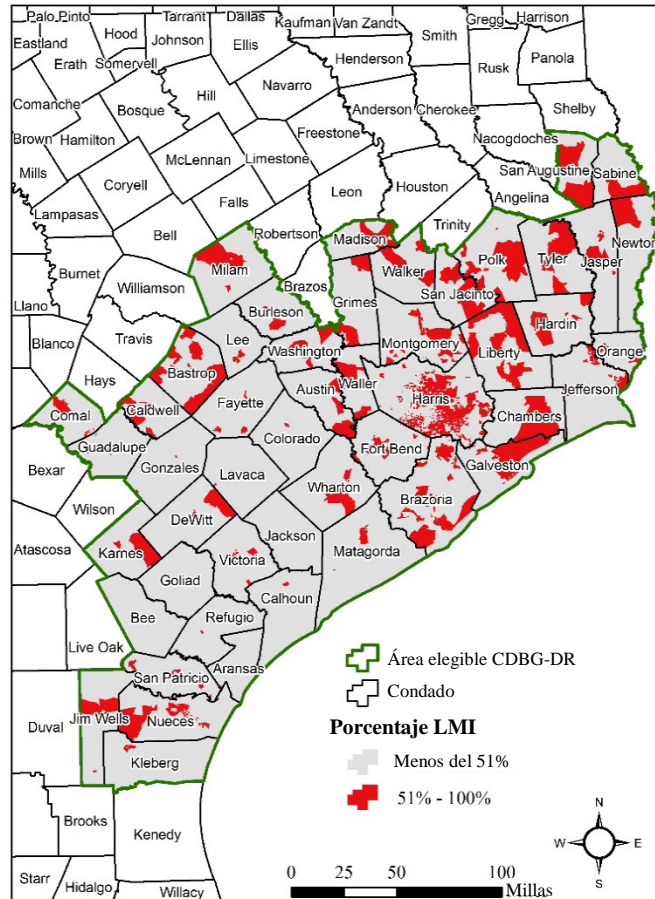 Palo Pinto
Tarrant
Dallas
Kaufman
Van Zandt
Gregg
Harrison
Eastland
Hood
Johnson
Ellis
Smith
Erath
Somervell
Henderson
Rusk
Panola
Comanche
Bosque
Hill
Navarro
Anderson
Cherokee
Shelby
Brown
Hamilton
Freestone
Nacogdoches
Mills
McLennan
Limestone
San Augustine
Sabine
Coryell
Leon
Houston
Angelina
Lampasas
Falls
Trinity
Bell
Robertson
Madison
Newton
Burnet
Milam
Walker
Polk
Tyler
Jasper
Williamson
Brazos
Grimes
San Jacinto
Llano
Burleson
Travis
Lee
Washington
Montgomery
Liberty
Hardin
Blanco
Bastrop
Austin
Waller
Harris
Orange
Hays
Jefferson
Comal
Caldwell
Fayette
Chambers
Guadalupe
Colorado
Fort Bend
Galveston
Bexar
Gonzales
Lavaca
Wharton
Brazoria
Wilson
DeWitt
Jackson
Matagorda
Atascosa
Karnes
Victoria
Goliad
Calhoun
Bee
Refugio
Live Oak
Aransas
San Patricio
Duval
Jim Wells
Nueces
Kleberg
Brooks
Kenedy
Starr
Hidalgo
Willacy
Área elegible CDBG-DR
Condado
Porcentaje LMI
Menos del 51%
51% - 100%
N
W E
S
0 25 50 100
Millas